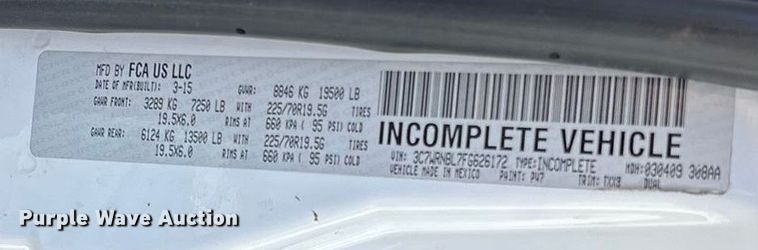 MFD BY FCA US LLC
DATE OF MFR(BUILT): 3-15 GVWR: 8846 KG 19500 LB
GAWR FRONT: 3289 KG 7250 LB WITH 225/70R19.5G TIRES
19.5X6.0 RIMS AT 660 KPA ( 95 PSI) COLD
GAWR REAR: 6124 KG 13500 LB WITH 225/70R19.5G TIRES
19.5X6.0 RIMS AT 660 KPA ( 95 PSI) COLD
INCOMPLETE VEHICLE
VIN: 3C7WRNBL7FG626172 TYPE:INCOMPLETE MDH:030409 308AA
VEHICLE MADE IN MEXICO PAINT: PW7 TRIM: TXX8 DUAL
Purple Wave Auction